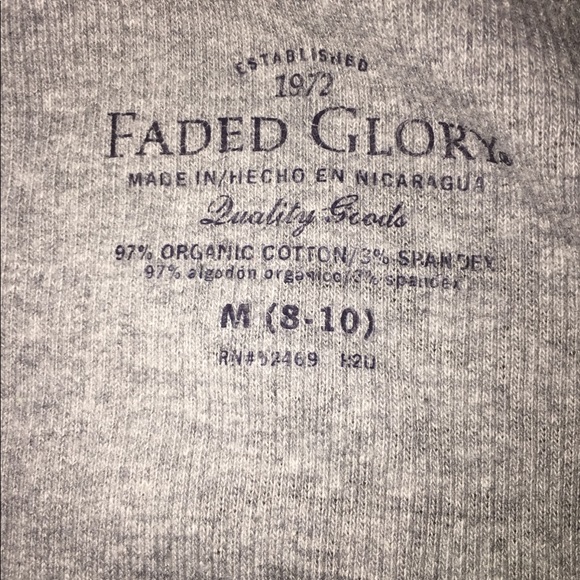 ESTABLISHED
1972
FADED GLORY®
MADE IN/HECHO EN NICARAGUA
Quality Goods
97% ORGANIC COTTON/3% SPANDEX
97% algodón orgánico/3% spandex
M (8-10)
RN#52469 H2U